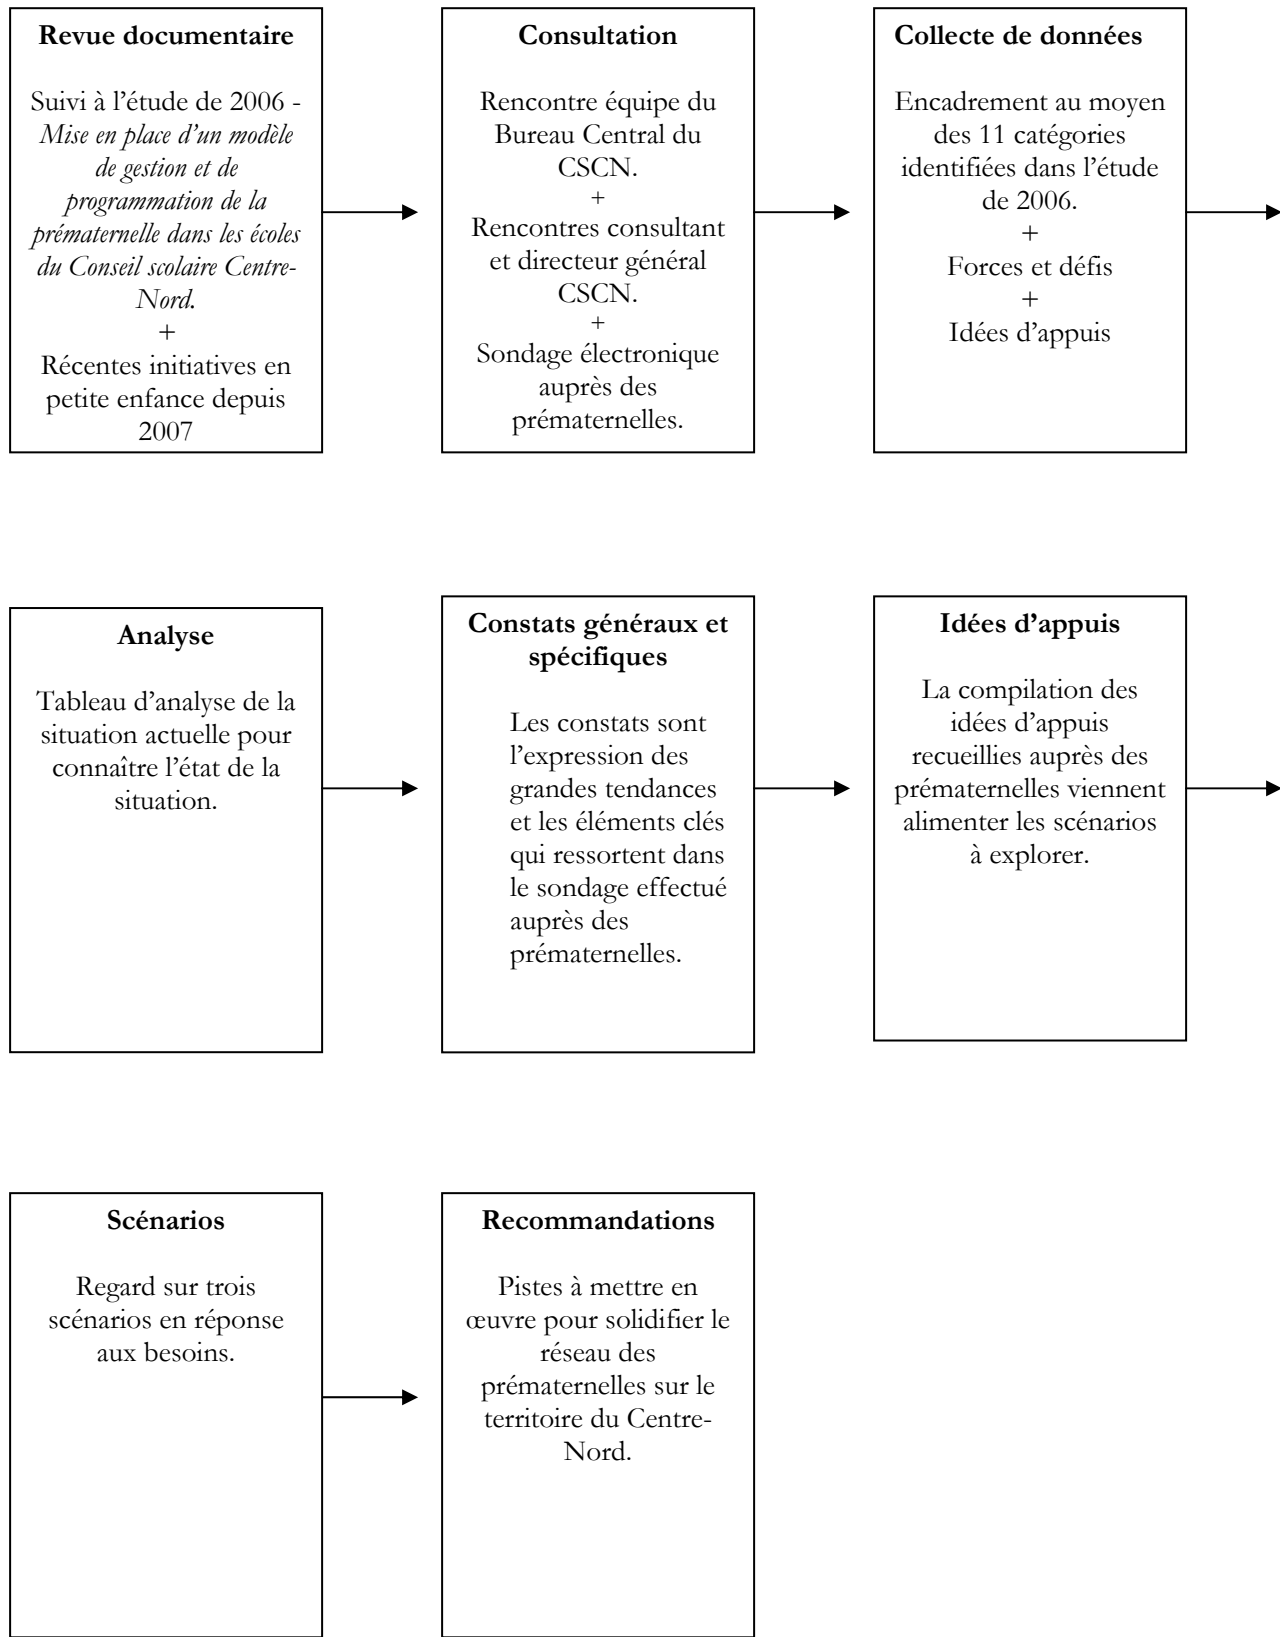 Revue documentaire
Suivi à l'étude de 2006 -
Mise en place d'un modèle
de gestion et de
programmation de la
prématernelle dans les écoles
du Conseil scolaire Centre-
Nord.
+
Récentes initiatives en
petite enfance depuis
2007
Consultation
Rencontre équipe du
Bureau Central du
CSCN.
+
Rencontres consultant
et directeur général
CSCN.
+
Sondage électronique
auprès des
prématernelles.
Collecte de données
Encadrement au moyen
des 11 catégories
identifiées dans l'étude
de 2006.
+
Forces et défis
+
Idées d'appuis
Analyse
Tableau d'analyse de la
situation actuelle pour
connaître l'état de la
situation.
Constats généraux et
spécifiques
Les constats sont
l'expression des
grandes tendances
et les éléments clés
qui ressortent dans
le sondage effectué
auprès des
prématernelles.
Idées d'appuis
La compilation des
idées d'appuis
recueillies auprès des
prématernelles viennent
alimenter les scénarios
à explorer.
Scénarios
Regard sur trois
scénarios en réponse
aux besoins.
Recommandations
Pistes à mettre en
œuvre pour solidifier le
réseau des
prématernelles sur le
territoire du Centre-
Nord.